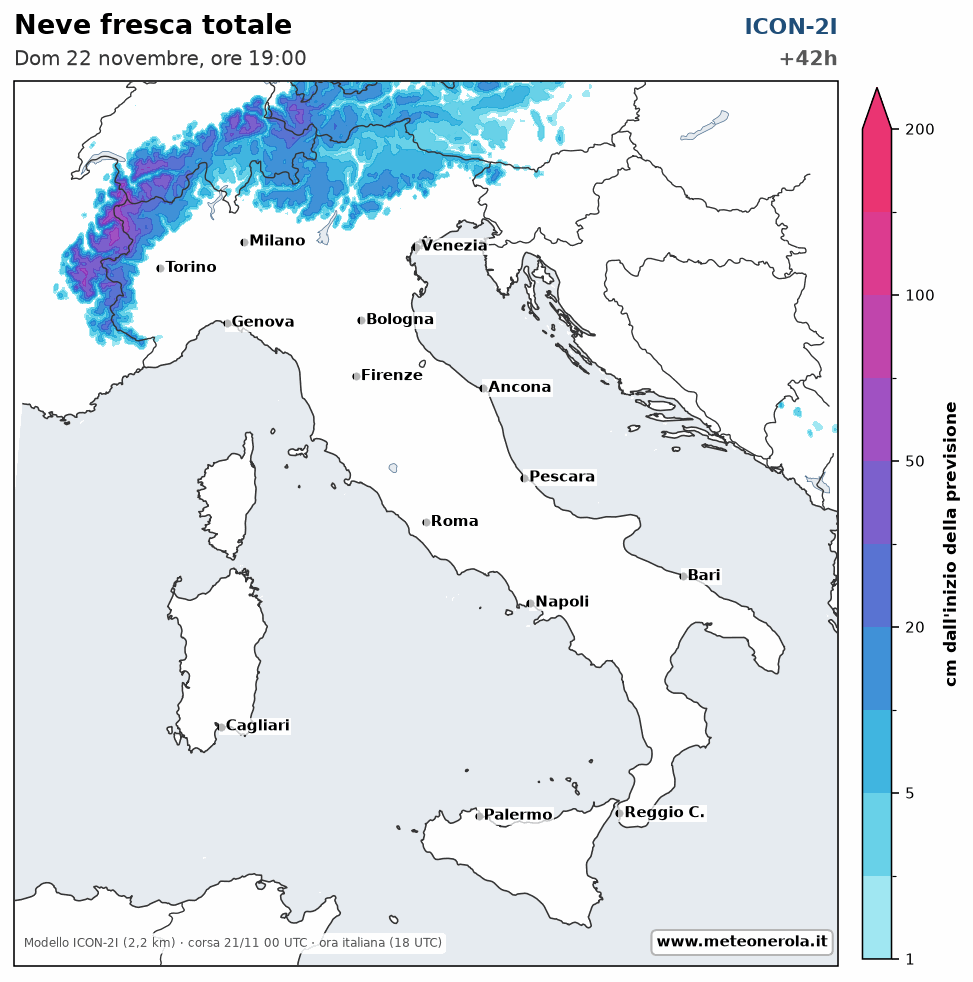 Neve fresca totale
ICON-2I
Dom 22 novembre, ore 19:00
+42h
200
100
50
20
5
1
cm dall'inizio della previsione
Milano
Venezia
Torino
Genova
Bologna
Firenze
Ancona
Pescara
Roma
Bari
Napoli
Cagliari
Palermo
Reggio C.
Modello ICON-2I (2,2 km) · corsa 21/11 00 UTC · ora italiana (18 UTC)
www.meteonerola.it